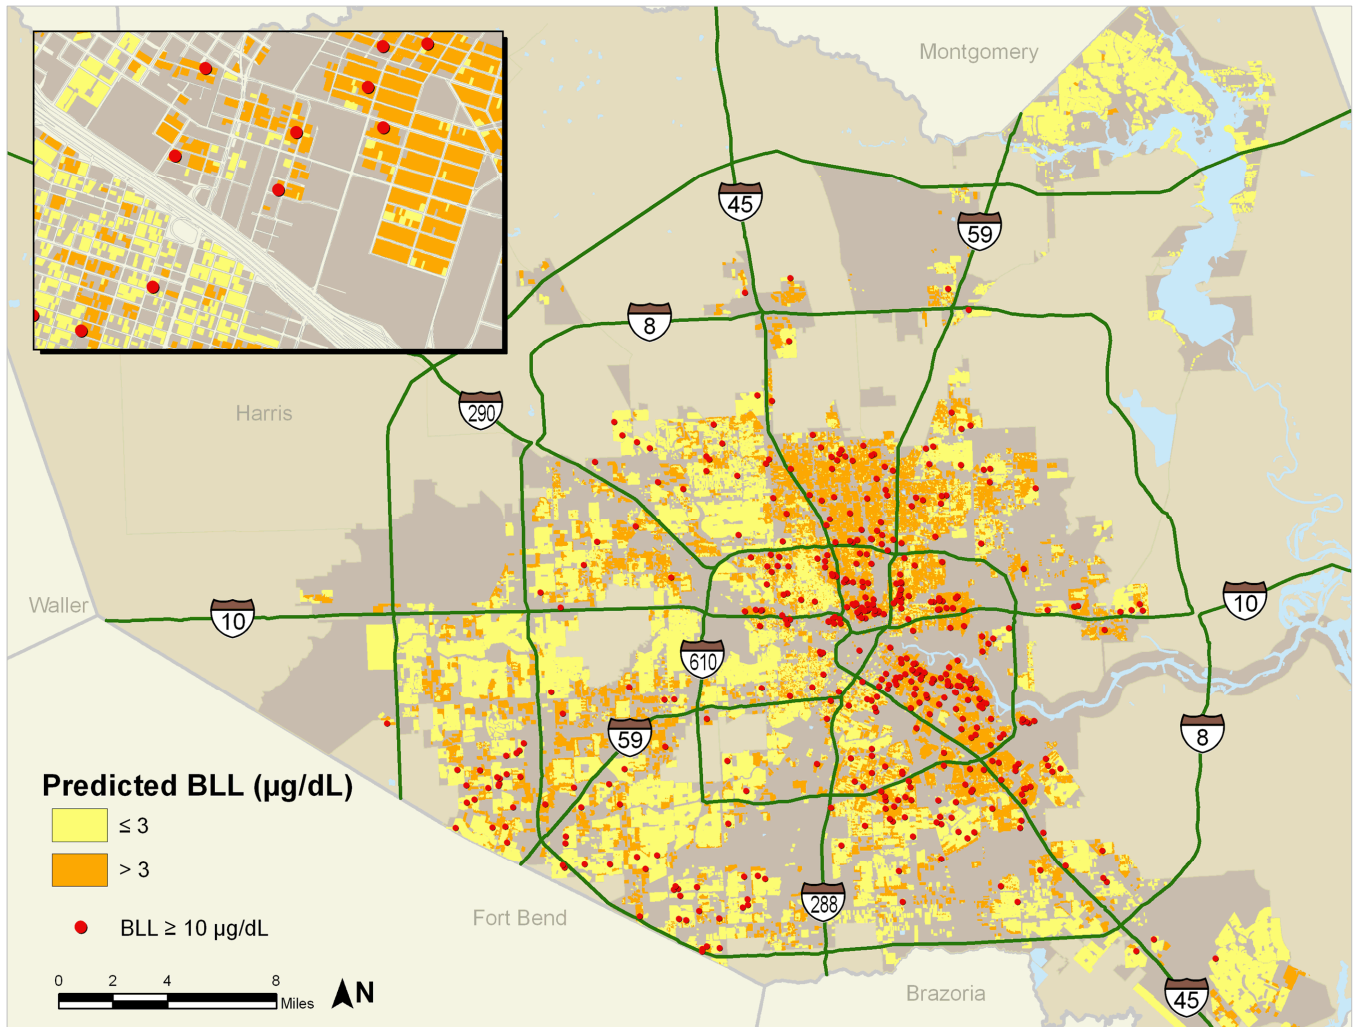 Montgomery
45
59
8
Harris
290
Waller
10
10
610
59
8
Predicted BLL (µg/dL)
≤ 3
> 3
BLL ≥ 10 µg/dL
288
Fort Bend
0 2 4 8
Miles
N
Brazoria
45